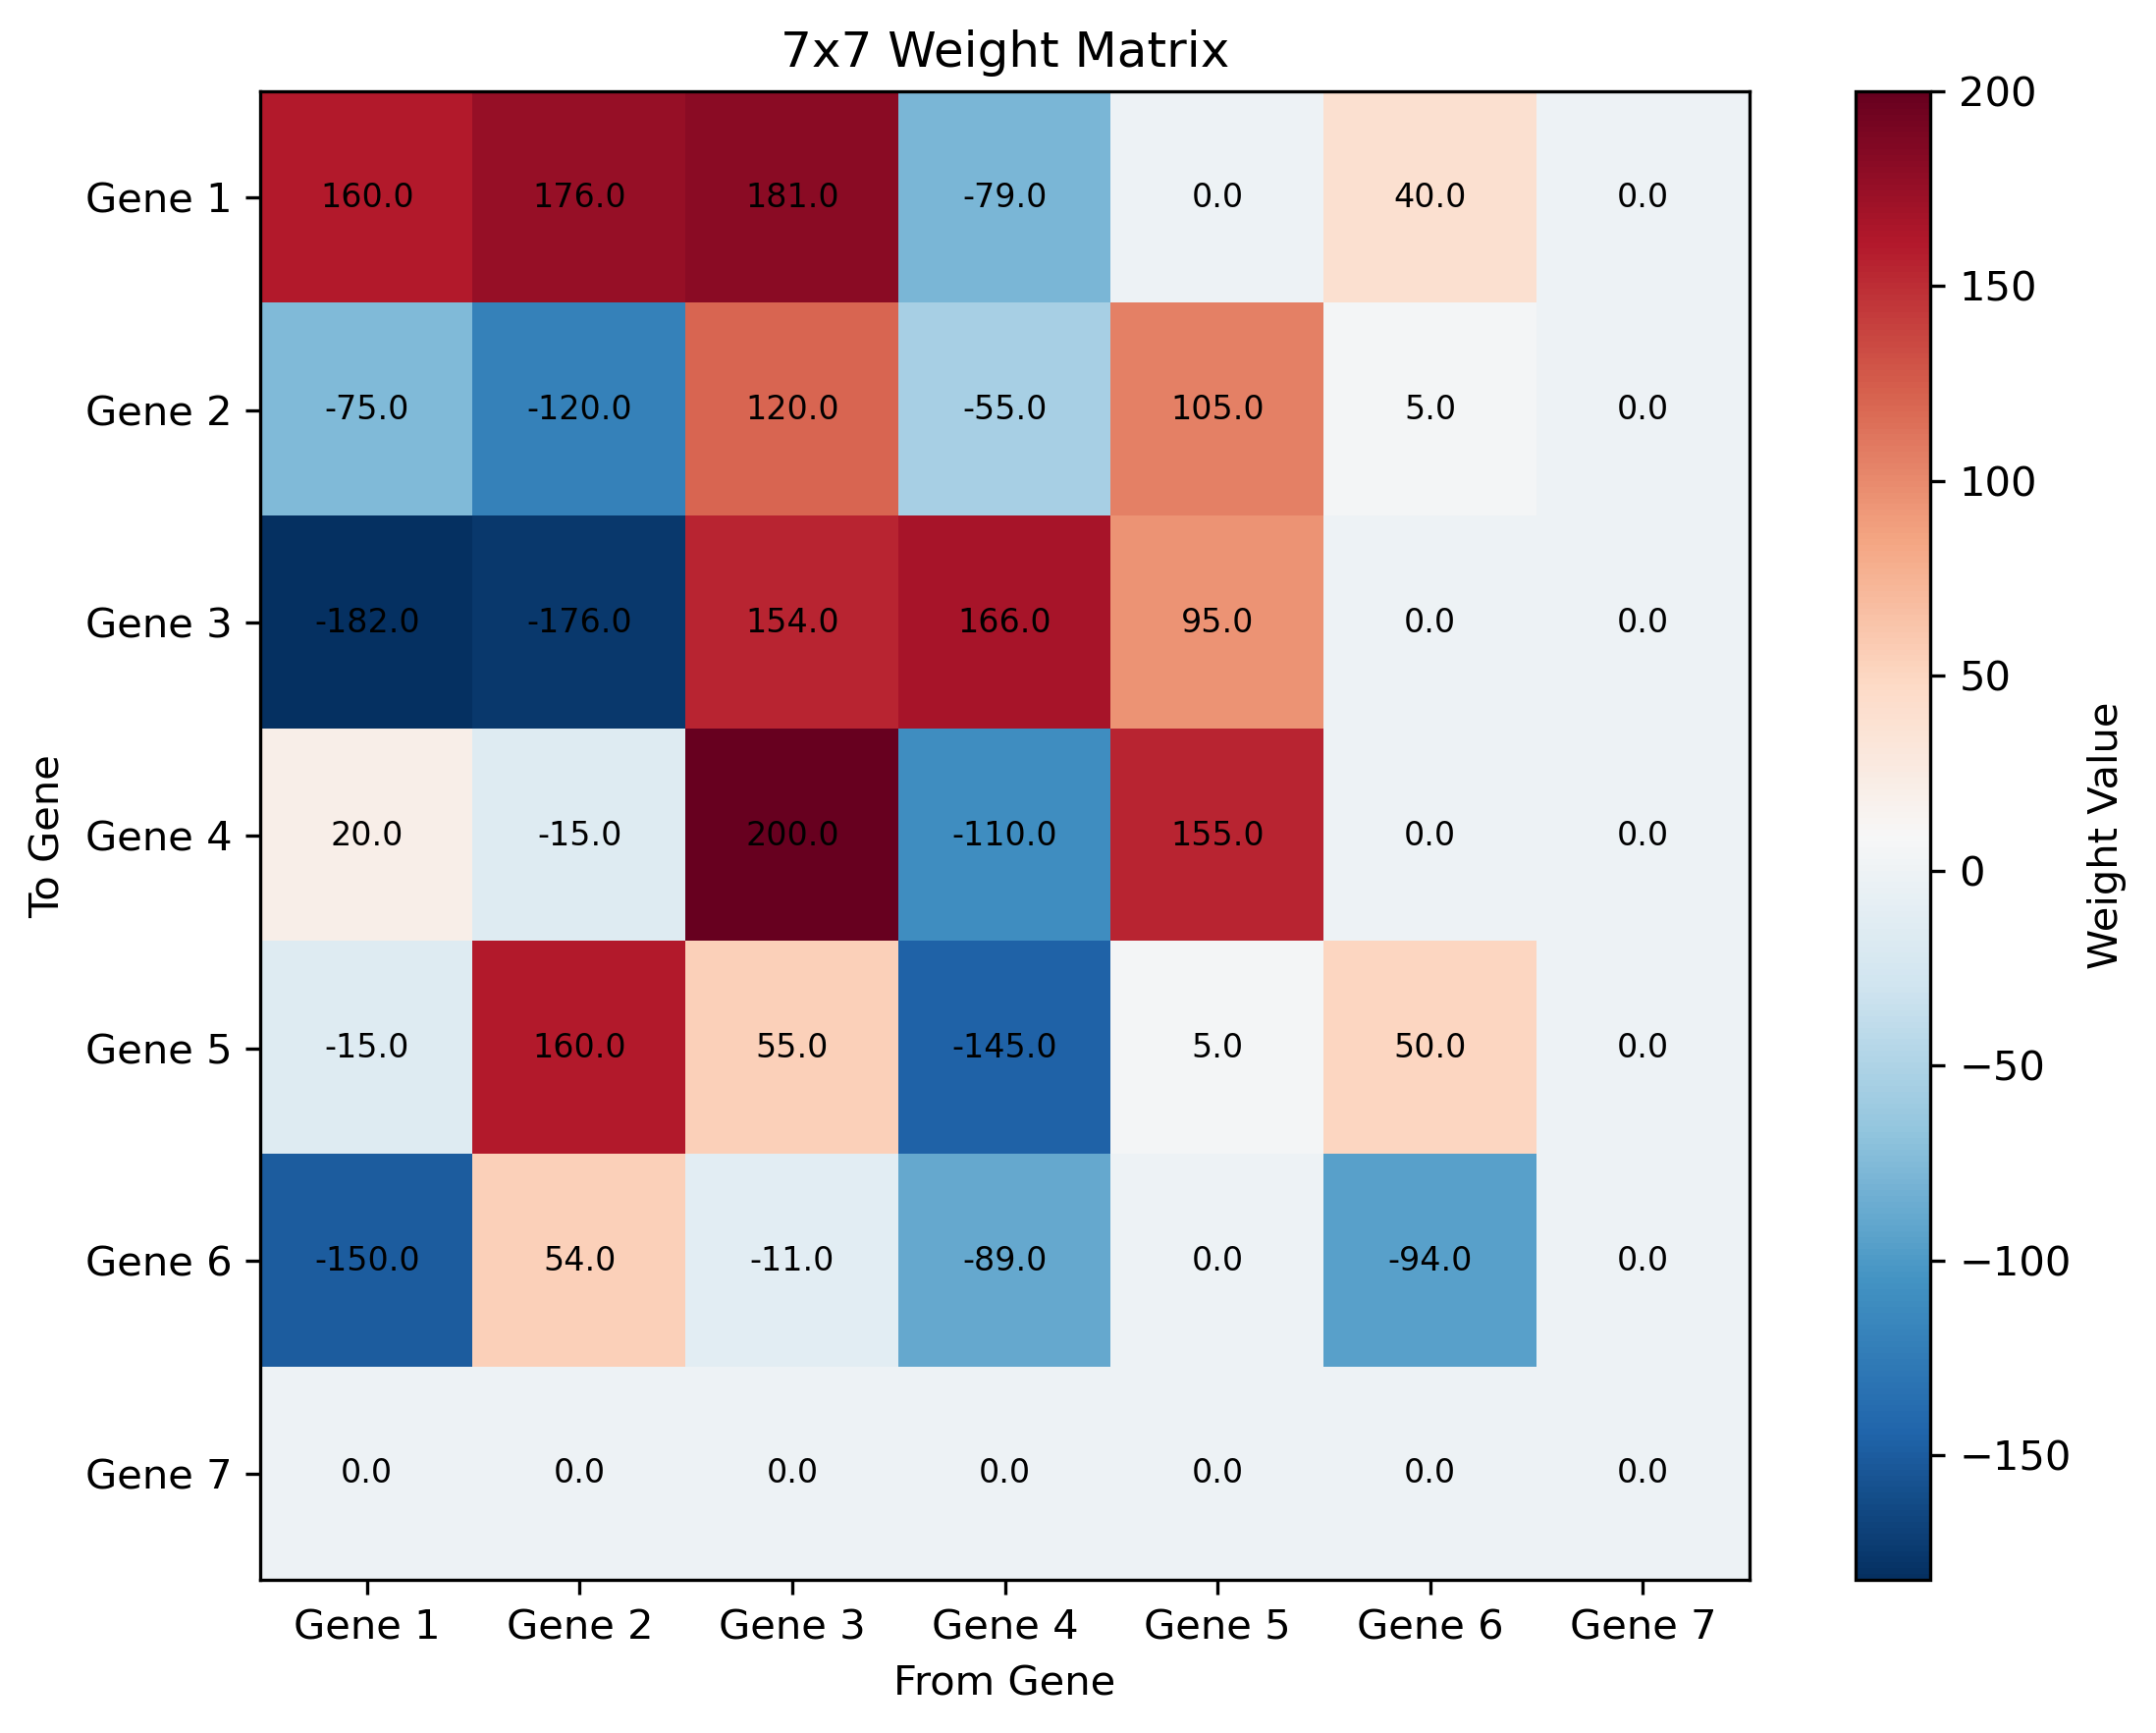 7x7 Weight Matrix
Gene 1 160.0 176.0 181.0 -79.0 0.0 40.0 0.0
Gene 2 -75.0 -120.0 120.0 -55.0 105.0 5.0 0.0
Gene 3 -182.0 -176.0 154.0 166.0 95.0 0.0 0.0
Gene 4 20.0 -15.0 200.0 -110.0 155.0 0.0 0.0
Gene 5 -15.0 160.0 55.0 -145.0 5.0 50.0 0.0
Gene 6 -150.0 54.0 -11.0 -89.0 0.0 -94.0 0.0
Gene 7 0.0 0.0 0.0 0.0 0.0 0.0 0.0
Gene 1 Gene 2 Gene 3 Gene 4 Gene 5 Gene 6 Gene 7
From Gene
To Gene
200
150
100
50
0
−50
−100
−150
Weight Value